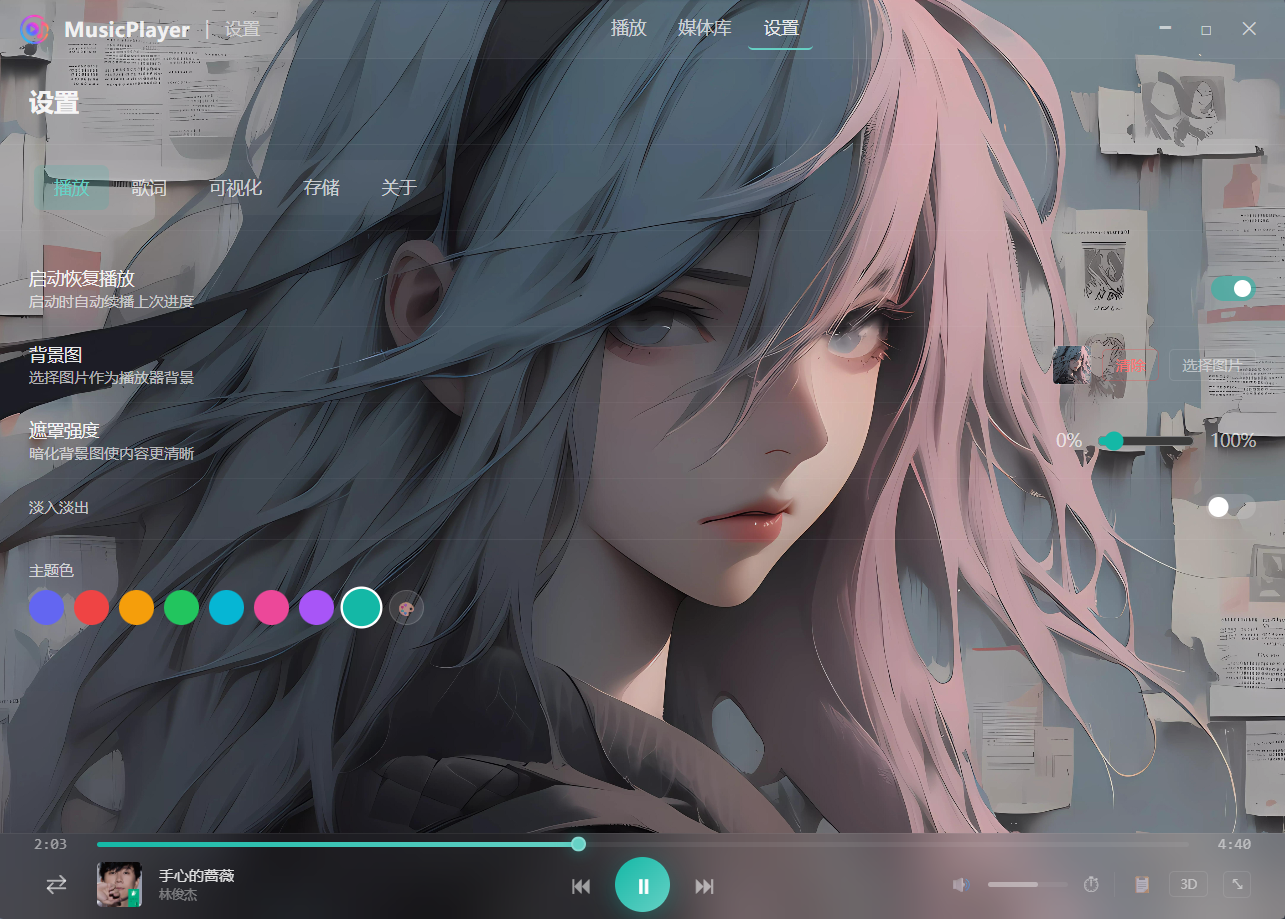 MusicPlayer | 设置
播放 媒体库 设置
设置
播放 歌词 可视化 存储 关于
启动恢复播放
启动时自动续播上次进度
背景图
选择图片作为播放器背景
清除 选择图片
遮罩强度
暗化背景图使内容更清晰
0% 100%
淡入淡出
主题色
2:03 4:40
手心的蔷薇
林俊杰
3D